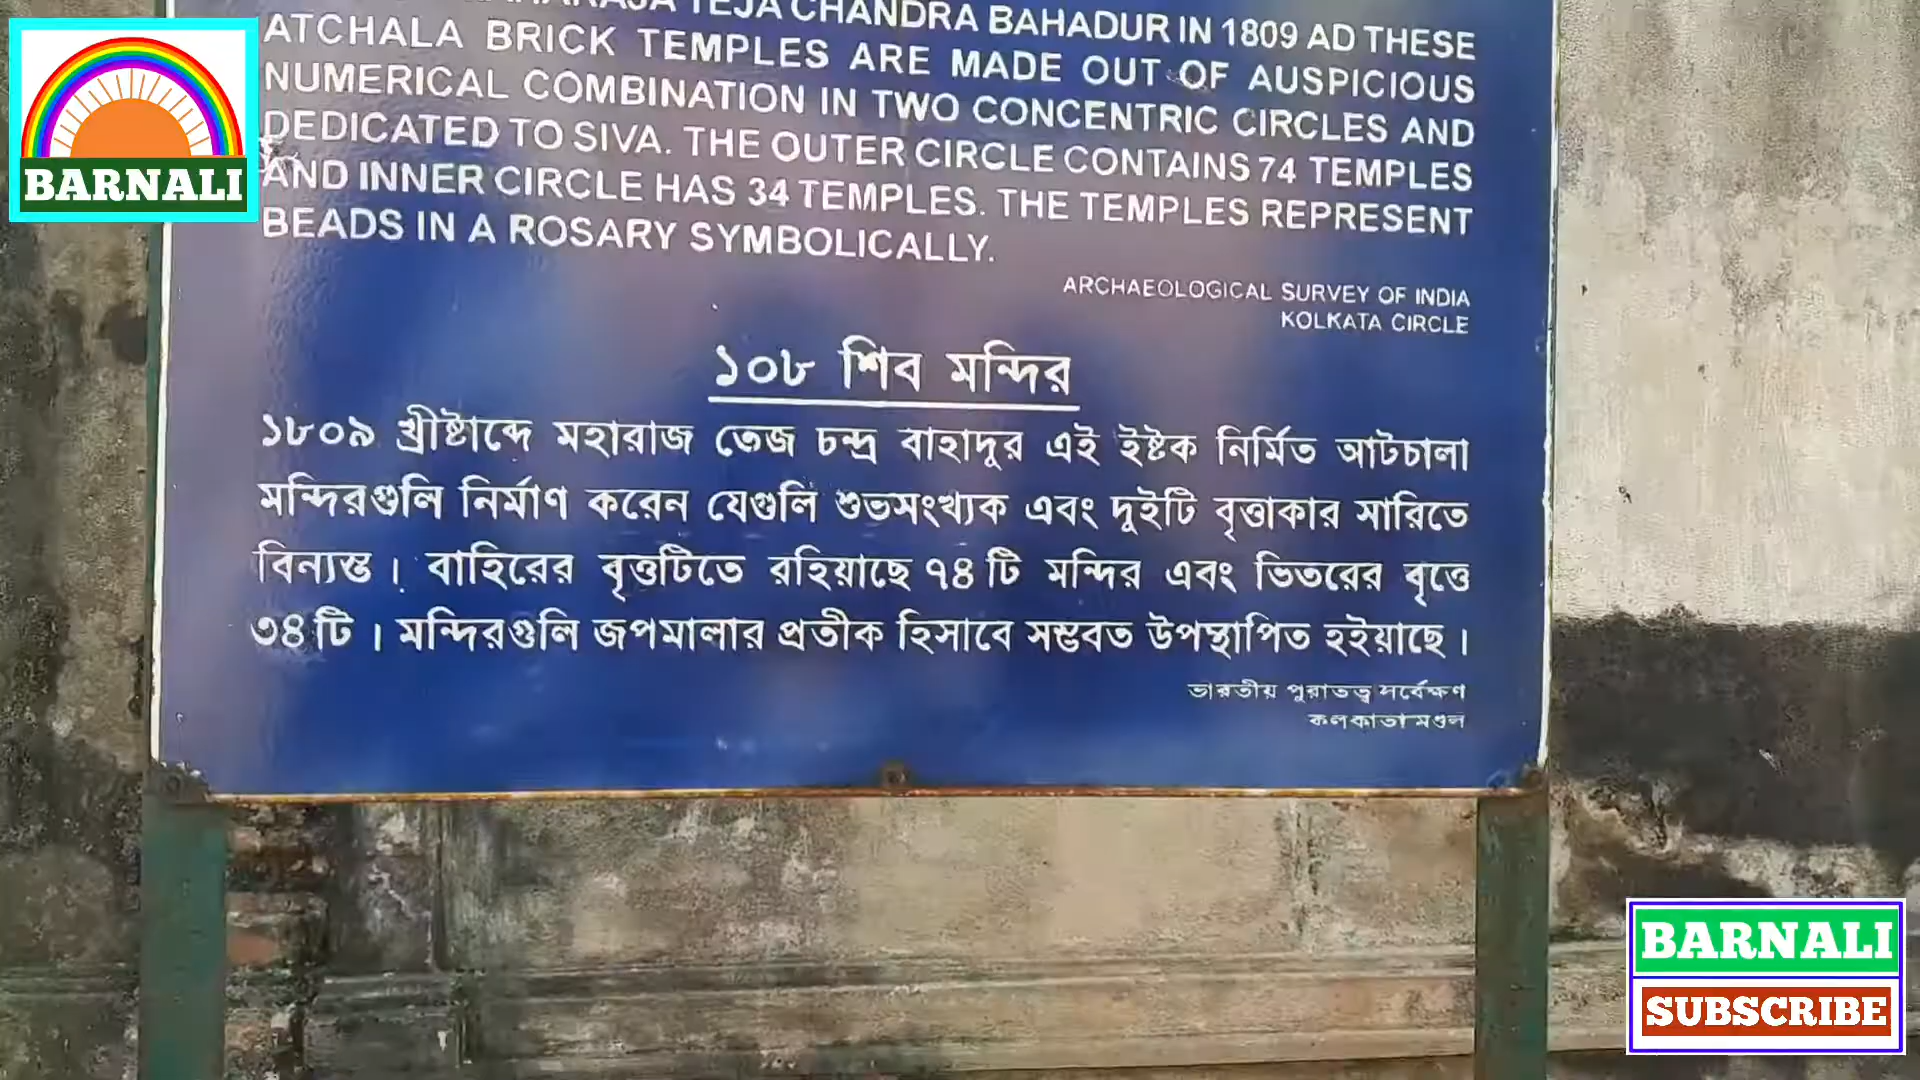 TEJA CHANDRA BAHADUR IN 1809 AD THESE
ATCHALA BRICK TEMPLES ARE MADE OUT OF AUSPICIOUS
NUMERICAL COMBINATION IN TWO CONCENTRIC CIRCLES AND
DEDICATED TO SIVA. THE OUTER CIRCLE CONTAINS 74 TEMPLES
AND INNER CIRCLE HAS 34 TEMPLES. THE TEMPLES REPRESENT
BEADS IN A ROSARY SYMBOLICALLY.
ARCHAEOLOGICAL SURVEY OF INDIA
KOLKATA CIRCLE
১০৮ শিব মন্দির
১৮০৯ খ্রীষ্টাব্দে মহারাজ তেজ চন্দ্র বাহাদুর এই ইষ্টক নির্মিত আটচালা
মন্দিরগুলি নির্মাণ করেন যেগুলি শুভসংখ্যক এবং দুইটি বৃত্তাকার সারিতে
বিন্যস্ত। বাহিরের বৃত্তটিতে রহিয়াছে ৭৪ টি মন্দির এবং ভিতরের বৃত্তে
৩৪ টি। মন্দিরগুলি জপমালার প্রতীক হিসাবে সম্ভবত উপস্থাপিত হইয়াছে।
ভারতীয় পুরাতত্ত্ব সর্বেক্ষণ
কলকাতা মণ্ডল
BARNALI
BARNALI
SUBSCRIBE